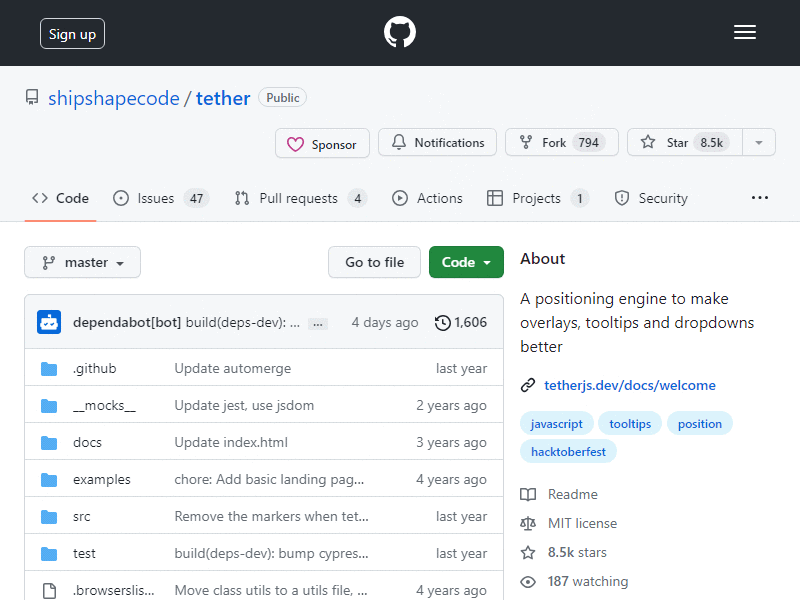 Sign up
shipshapecode / tether Public
Sponsor Notifications Fork 794 Star 8.5k
Code Issues 47 Pull requests 4 Actions Projects 1 Security ...
master Go to file Code
dependabot[bot] build(deps-dev): ... ... 4 days ago 1,606
.github Update automerge last year
__mocks__ Update jest, use jsdom 2 years ago
docs Update index.html 3 years ago
examples chore: Add basic landing pag... 4 years ago
src Remove the markers when tet... last year
test build(deps-dev): bump cypres... last year
.browserslis... Move class utils to a utils file, ... 4 years ago
About
A positioning engine to make
overlays, tooltips and dropdowns
better
tetherjs.dev/docs/welcome
javascript tooltips position
hacktoberfest
Readme
MIT license
8.5k stars
187 watching